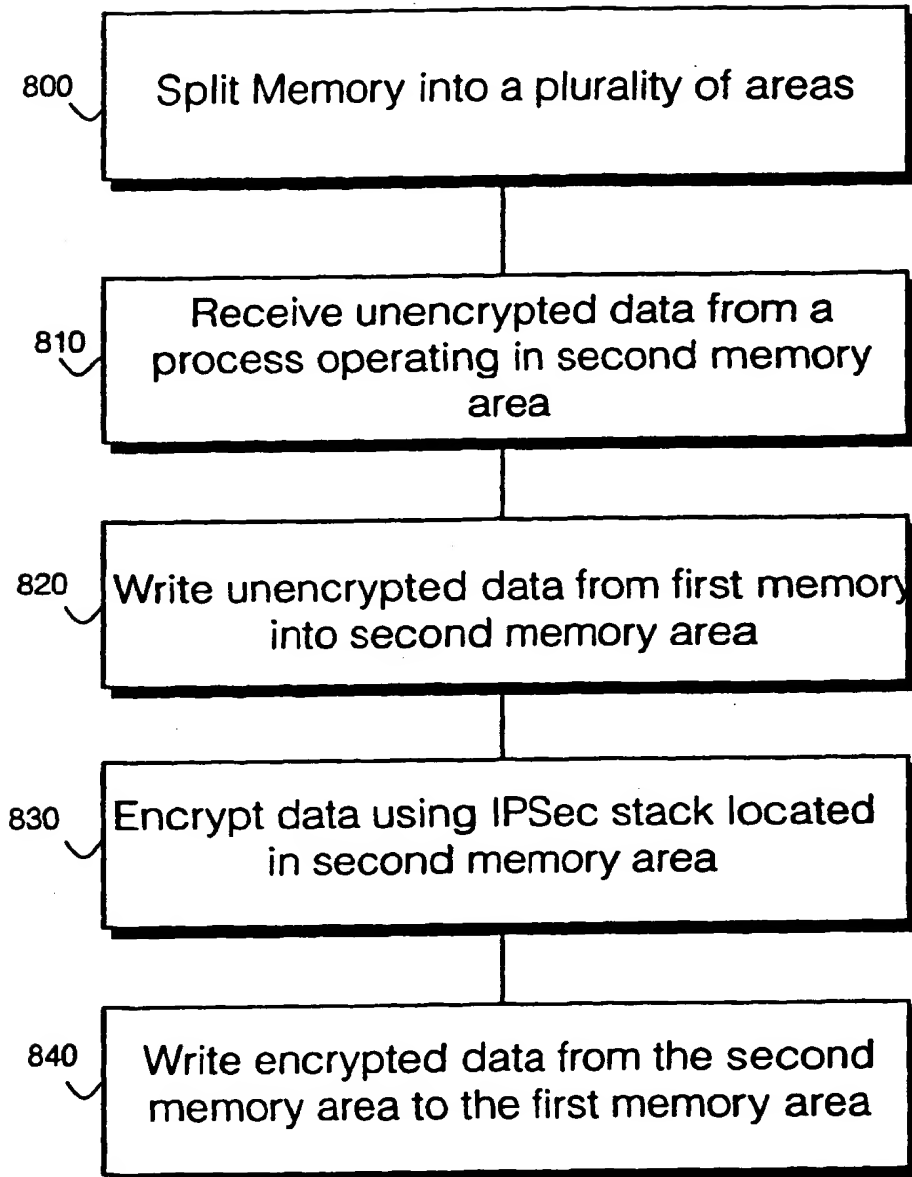 800
Split Memory into a plurality of areas
810
Receive unencrypted data from a
process operating in second memory
area
820
Write unencrypted data from first memory
into second memory area
830
Encrypt data using IPSec stack located
in second memory area
840
Write encrypted data from the second
memory area to the first memory area